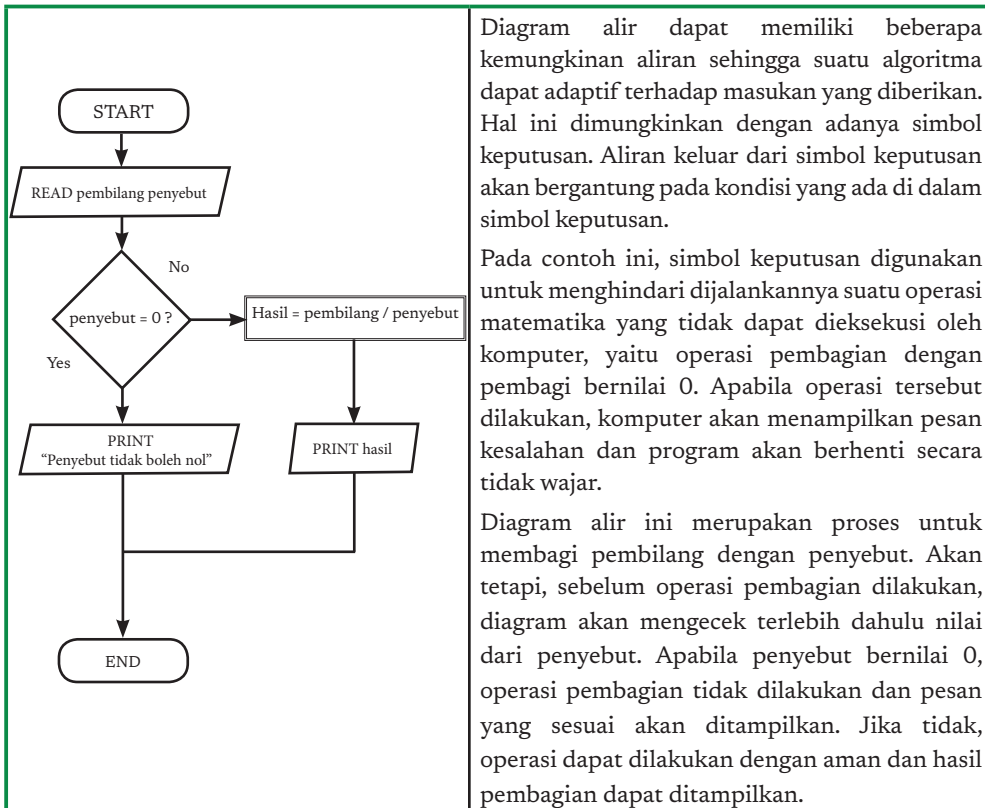 START
READ pembilang penyebut
No
penyebut = 0 ?
Hasil = pembilang / penyebut
Yes
PRINT
“Penyebut tidak boleh nol”
PRINT hasil
END
Diagram alir dapat memiliki beberapa
kemungkinan aliran sehingga suatu algoritma
dapat adaptif terhadap masukan yang diberikan.
Hal ini dimungkinkan dengan adanya simbol
keputusan. Aliran keluar dari simbol keputusan
akan bergantung pada kondisi yang ada di dalam
simbol keputusan.
Pada contoh ini, simbol keputusan digunakan
untuk menghindari dijalankannya suatu operasi
matematika yang tidak dapat dieksekusi oleh
komputer, yaitu operasi pembagian dengan
pembagi bernilai 0. Apabila operasi tersebut
dilakukan, komputer akan menampilkan pesan
kesalahan dan program akan berhenti secara
tidak wajar.
Diagram alir ini merupakan proses untuk
membagi pembilang dengan penyebut. Akan
tetapi, sebelum operasi pembagian dilakukan,
diagram akan mengecek terlebih dahulu nilai
dari penyebut. Apabila penyebut bernilai 0,
operasi pembagian tidak dilakukan dan pesan
yang sesuai akan ditampilkan. Jika tidak,
operasi dapat dilakukan dengan aman dan hasil
pembagian dapat ditampilkan.